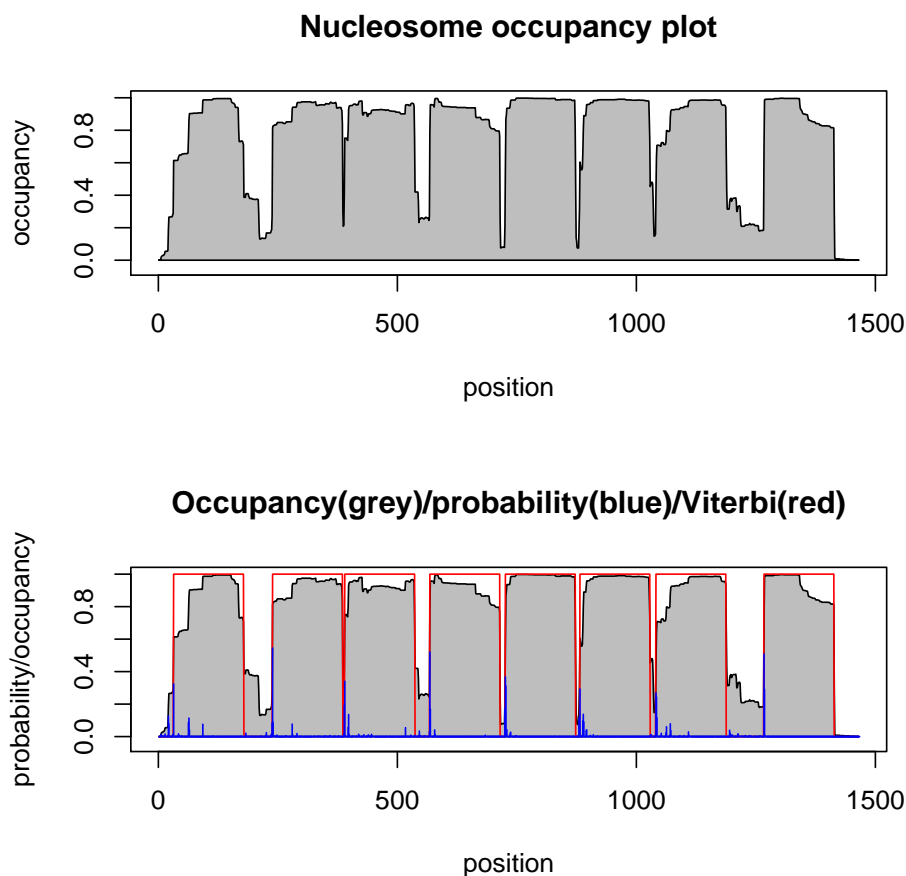 Nucleosome occupancy plot
occupancy
0.0 0.4 0.8
0 500 1000 1500
position
Occupancy(grey)/probability(blue)/Viterbi(red)
probability/occupancy
0.0 0.4 0.8
0 500 1000 1500
position